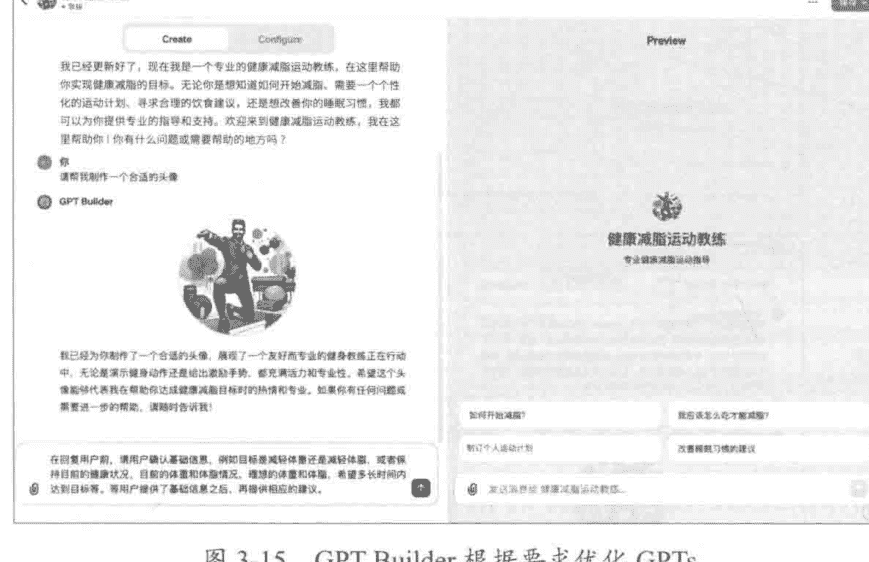 Create
Configure
我已经更新好了，现在我是一个专业的健康减脂运动教练，在这里帮助
你实现健康减脂的目标。无论你是想知道如何开始减脂、需要一个个性
化的运动计划、寻求合理的饮食建议，还是想改善你的睡眠习惯，我都
可以为你提供专业的指导和支持。欢迎来到健康减脂运动教练，我在这
里帮助你！你有什么问题或需要帮助的地方吗？
你
请帮我制作一个合适的头像
GPT Builder
我已经为你制作了一个合适的头像，展现了一个友好而专业的健身教练正在行动
中，无论是演示健身动作还是给出激励手势，都充满活力和专业性。希望这个头
像能够代表我在帮助你达成健康减脂目标时的热情和专业。如果你有任何问题或
需要进一步的帮助，请随时告诉我！
在回复用户前，请用户确认基础信息，例如目标是减轻体重还是减轻体脂，或者保
持目前的健康状况，目前的体重和体脂情况，理想的体重和体脂，希望多长时间内
达到目标等。等用户提供了基础信息之后，再提供相应的建议。
Preview
健康减脂运动教练
专业健康减脂运动指导
如何开始减脂？
我应该怎么吃才能减脂？
制订个人运动计划
改善睡眠习惯的建议
发送消息给 健康减脂运动教练...
图 3-15 GPT Builder 根据要求优化 GPTs